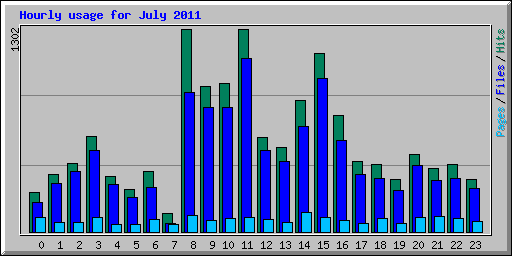 Hourly usage for July 2011
1302
Pages / Files / Hits
0 1 2 3 4 5 6 7 8 9 10 11 12 13 14 15 16 17 18 19 20 21 22 23